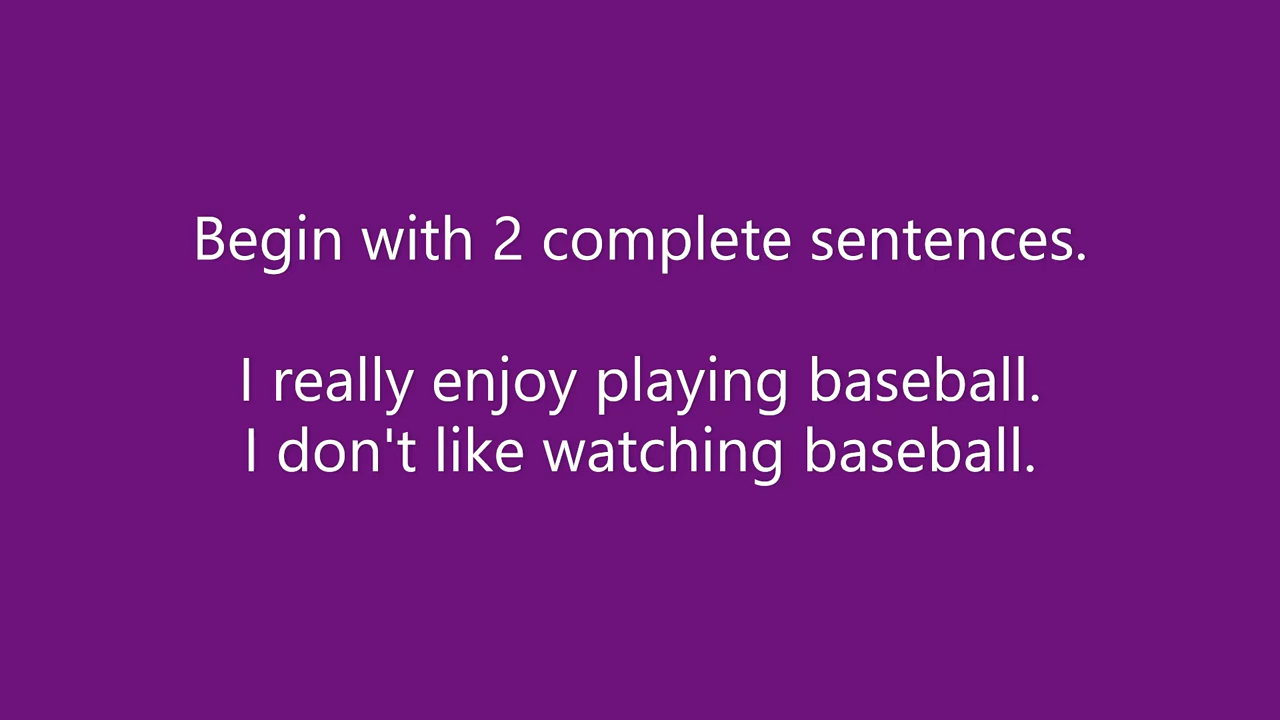 Begin with 2 complete sentences.
I really enjoy playing baseball.
I don't like watching baseball.